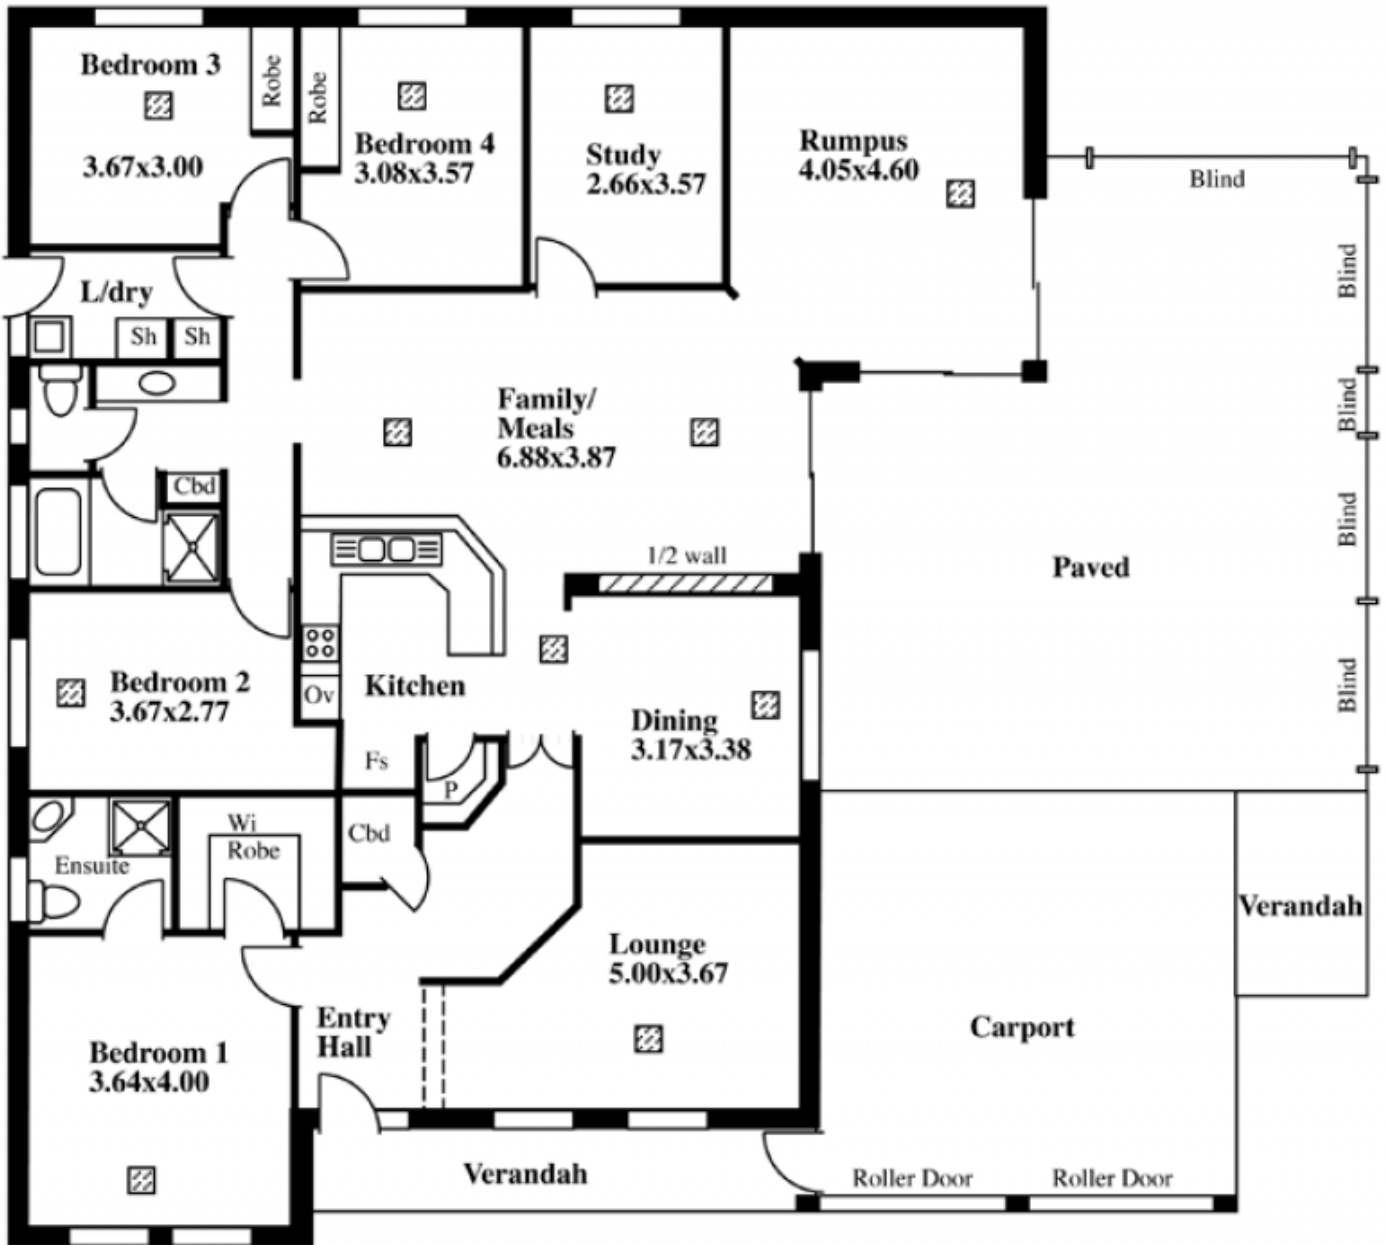 Bedroom 3
3.67x3.00
Robe
Robe
Bedroom 4
3.08x3.57
Study
2.66x3.57
Rumpus
4.05x4.60
Blind
Blind
Blind
Blind
Blind
L/dry
Sh
Sh
Family/
Meals
6.88x3.87
Cbd
1/2 wall
Paved
Bedroom 2
3.67x2.77
Ov
Kitchen
Fs
P
Dining
3.17x3.38
Ensuite
Wi
Robe
Cbd
Lounge
5.00x3.67
Verandah
Carport
Entry
Hall
Bedroom 1
3.64x4.00
Verandah
Roller Door
Roller Door